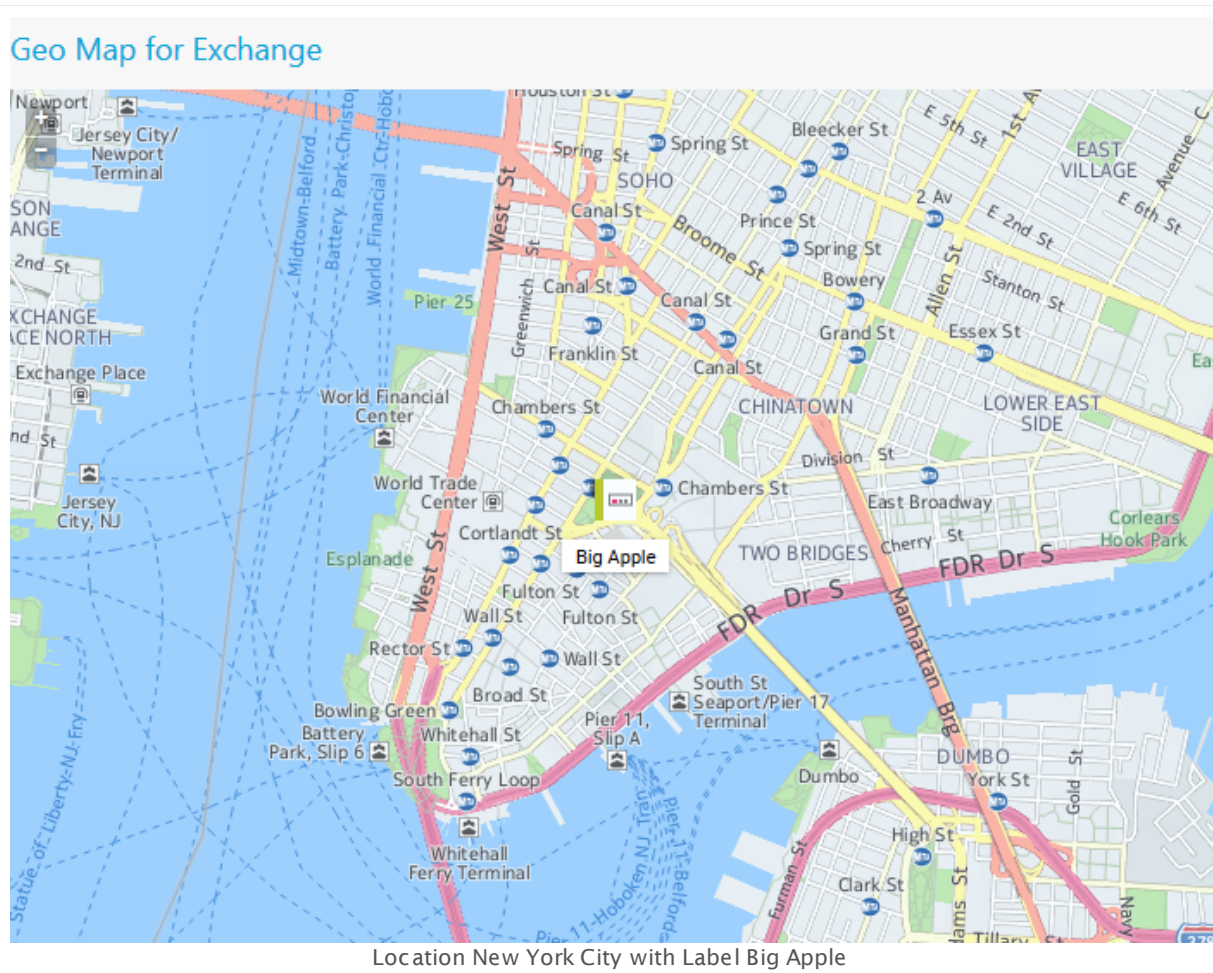 Geo Map for Exchange
Newport
+
-
Jersey City/
Newport
Terminal
Midtown-Belford
Battery, Park-Christop
World Financial Ctr-Hobo
Houston St
Spring St
Spring St
Bleecker St
E 5th St
1st Av
Avenue C
EAST
VILLAGE
SOHO
Canal St
Prince St
2 Av
E 2nd St
E 6th St
SON
ANGE
West St
St
Broome St
Spring St
2nd St
Canal St
Bowery
Allen St
Stanton St
Pier 25
Greenwich
Canal St
XCHANGE
ACE NORTH
Franklin St
Grand St
Essex St
Ea
Exchange Place
Canal St
World Financial
Center
Chambers St
CHINATOWN
LOWER EAST
SIDE
nd St
Division St
World Trade
Center
Chambers St
East Broadway
Jersey
City, NJ
Cortlandt St
Big Apple
TWO BRIDGES
Cherry St
Corlears
Hook Park
Esplanade
West St
FDR Dr S
FDR Dr S
Fulton St
Wall St
Fulton St
Manhattan Brg
Rector St
Wall St
Broad St
South St
Seaport/Pier 17
Terminal
Bowling Green
Battery
Park, Slip 6
Whitehall St
Pier 11,
Slip A
DUMBO
South Ferry Loop
Dumbo
York St
Gold St
Statue of Liberty-NJ Fry
Whitehall
Ferry Terminal
Pier 11-Hoboken NJ Tran
Pier 11-Belford
High St
Furman St
Clark St
dams St
Navy
Tillary St
278
Location New York City with Label Big Apple